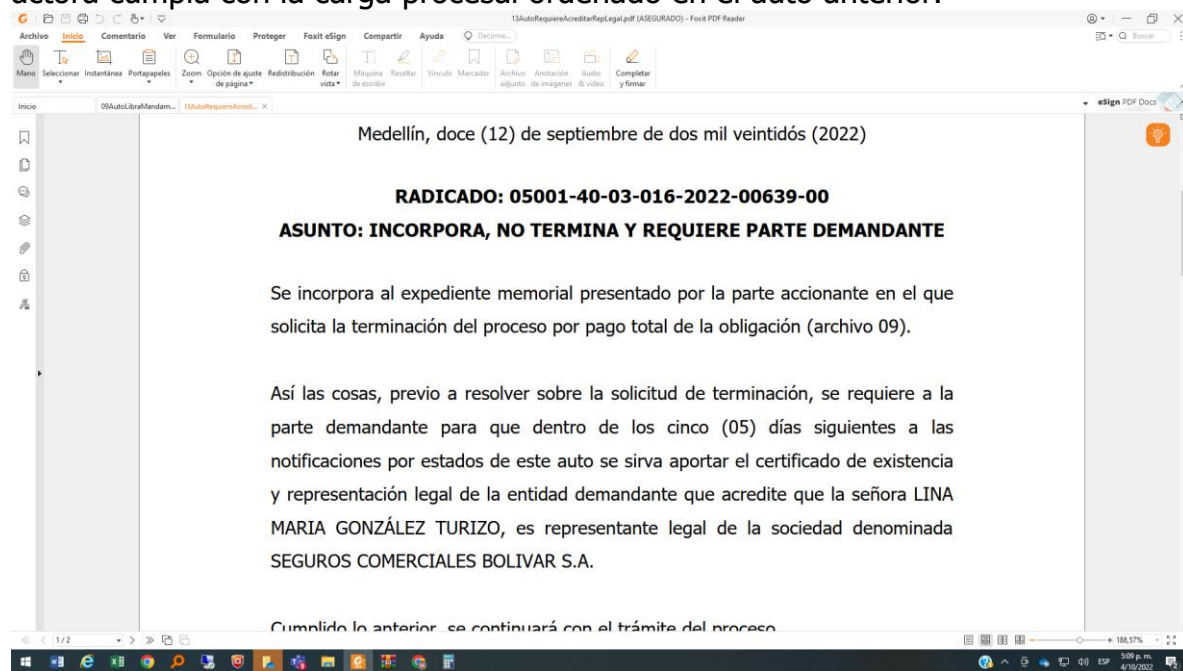 actora cumpla con la carga procesal ordenado en el auto anterior.
13AutoRequiereAcreditarRepLegal.pdf (ASEGURADO) - Foxit PDF Reader
Archivo Inicio Comentario Ver Formulario Proteger Foxit eSign Compartir Ayuda Decirme... Buscar
Mano Seleccionar Instantánea Portapapeles Zoom Opción de ajuste de página Redistribución Rotar vista Máquina de escribir Resaltar Vínculo Marcador Archivo adjunto Anotación de imágenes Audio & video Completar y firmar
Inicio 09AutoLibraMandam... 13AutoRequiereAcredi... eSign PDF Docs
Medellín, doce (12) de septiembre de dos mil veintidós (2022)
RADICADO: 05001-40-03-016-2022-00639-00
ASUNTO: INCORPORA, NO TERMINA Y REQUIERE PARTE DEMANDANTE
Se incorpora al expediente memorial presentado por la parte accionante en el que
solicita la terminación del proceso por pago total de la obligación (archivo 09).
Así las cosas, previo a resolver sobre la solicitud de terminación, se requiere a la
parte demandante para que dentro de los cinco (05) días siguientes a las
notificaciones por estados de este auto se sirva aportar el certificado de existencia
y representación legal de la entidad demandante que acredite que la señora LINA
MARIA GONZÁLEZ TURIZO, es representante legal de la sociedad denominada
SEGUROS COMERCIALES BOLIVAR S.A.
Cumplido lo anterior, se continuará con el trámite del proceso
1/2 188,57%
ESP 5:09 p. m.
4/10/2022